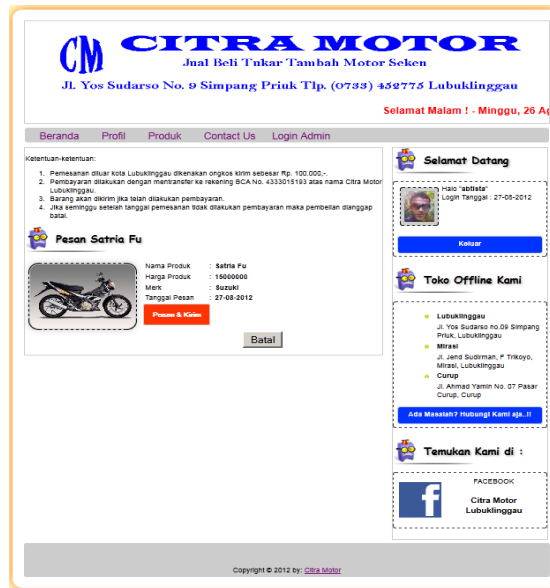 CM
CITRA MOTOR
Jual Beli Tukar Tambah Motor Seken
Jl. Yos Sudarso No. 9 Simpang Priuk Tlp. (0733) 452775 Lubuklinggau
Selamat Malam ! - Minggu, 26 Ag
Beranda Profil Produk Contact Us Login Admin
Ketentuan-ketentuan:
1. Pemesanan diluar kota Lubuklinggau dikenakan ongkos kirim sebesar Rp. 100.000,-.
2. Pembayaran dilakukan dengan mentransfer ke rekening BCA No. 4333015193 atas nama Citra Motor
Lubuklinggau.
3. Barang akan dikirim jika telah dilakukan pembayaran.
4. Jika seminggu setelah tanggal pemesanan tidak dilakukan pembayaran maka pembelian dianggap
batal.
Pesan Satria Fu
Nama Produk : Satria Fu
Harga Produk : 15000000
Merk : Suzuki
Tanggal Pesan : 27-08-2012
Pesan & Kirim
Batal
Selamat Datang
Halo "abtista"
Login Tanggal : 27-08-2012
Keluar
Toko Offline Kami
Lubuklinggau
Jl. Yos Sudarso no.09 Simpang
Priuk, Lubuklinggau
Mirasi
Jl. Jend Sudirman, P Trikoyo,
Mirasi, Lubuklinggau
Curup
Jl. Ahmad Yamin No. 07 Pasar
Curup, Curup
Ada Masalah? Hubungi Kami aja..!!
Temukan Kami di :
FACEBOOK
f
Citra Motor
Lubuklinggau
Copyright © 2012 by: Citra Motor